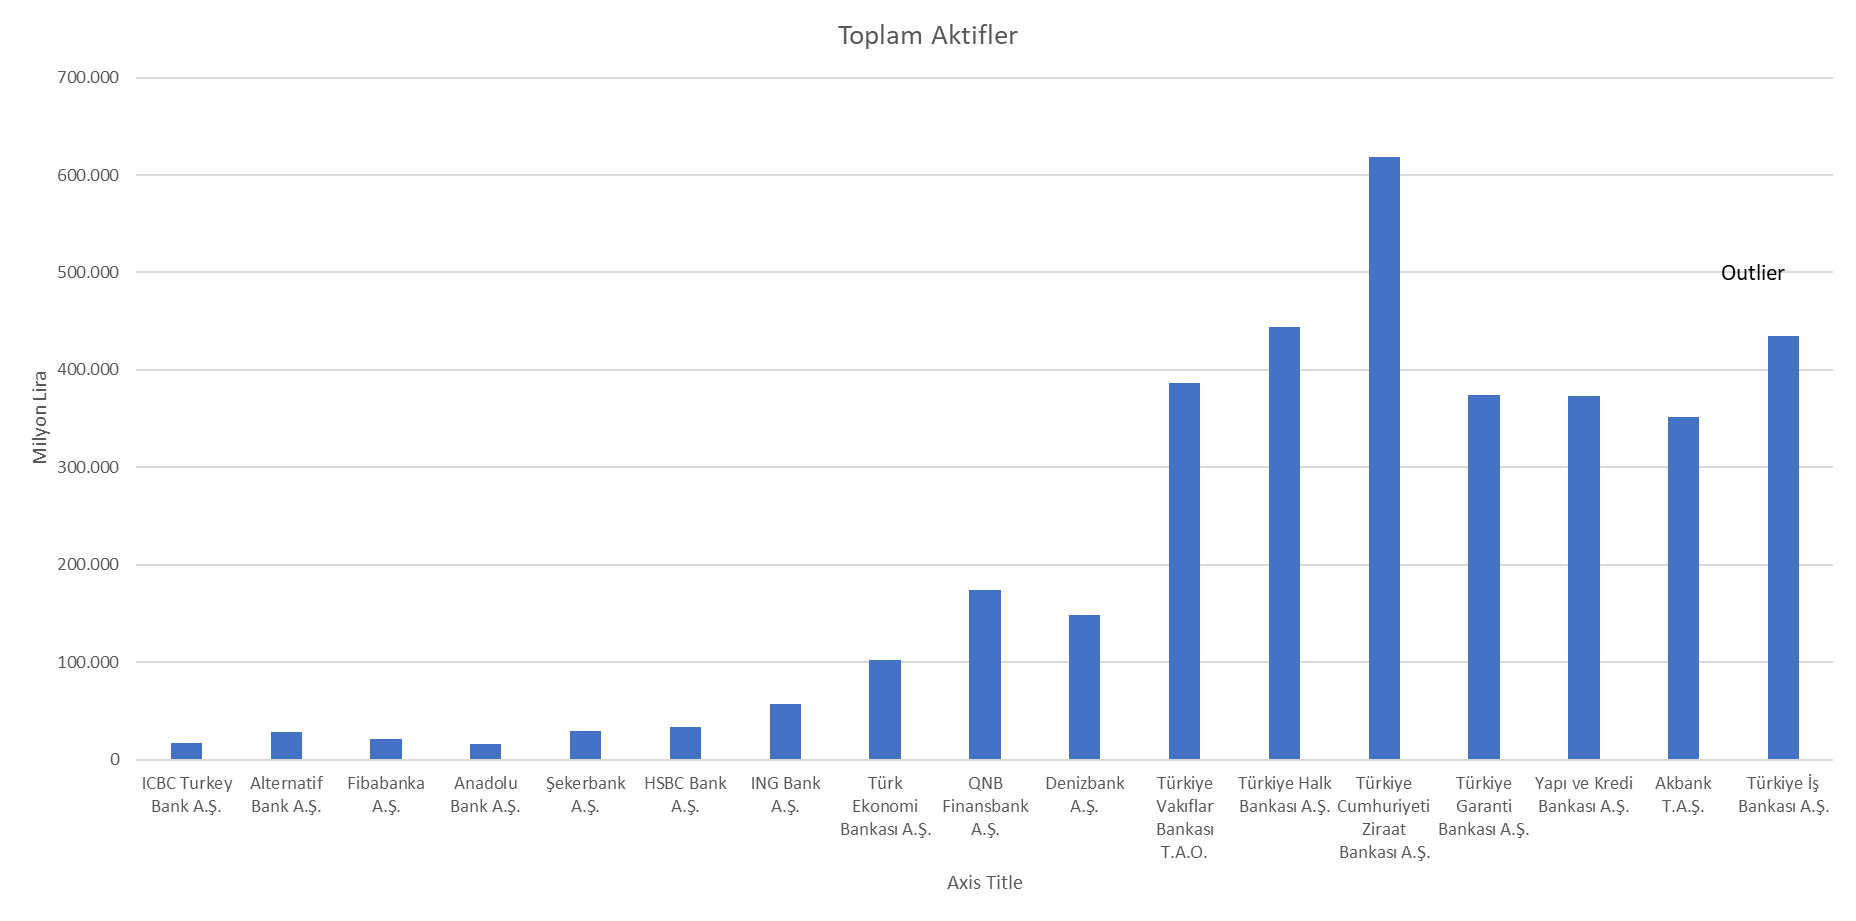 Toplam Aktifler
700.000
600.000
500.000
400.000
300.000
200.000
100.000
0
Milyon Lira
Outlier
ICBC Turkey
Bank A.Ş.
Alternatif
Bank A.Ş.
Fibabanka
A.Ş.
Anadolu
Bank A.Ş.
Şekerbank
A.Ş.
HSBC Bank
A.Ş.
ING Bank
A.Ş.
Türk
Ekonomi
Bankası A.Ş.
QNB
Finansbank
A.Ş.
Denizbank
A.Ş.
Türkiye
Vakıflar
Bankası
T.A.O.
Türkiye Halk
Bankası A.Ş.
Türkiye
Cumhuriyeti
Ziraat
Bankası A.Ş.
Türkiye
Garanti
Bankası A.Ş.
Yapı ve Kredi
Bankası A.Ş.
Akbank
T.A.Ş.
Türkiye İş
Bankası A.Ş.
Axis Title